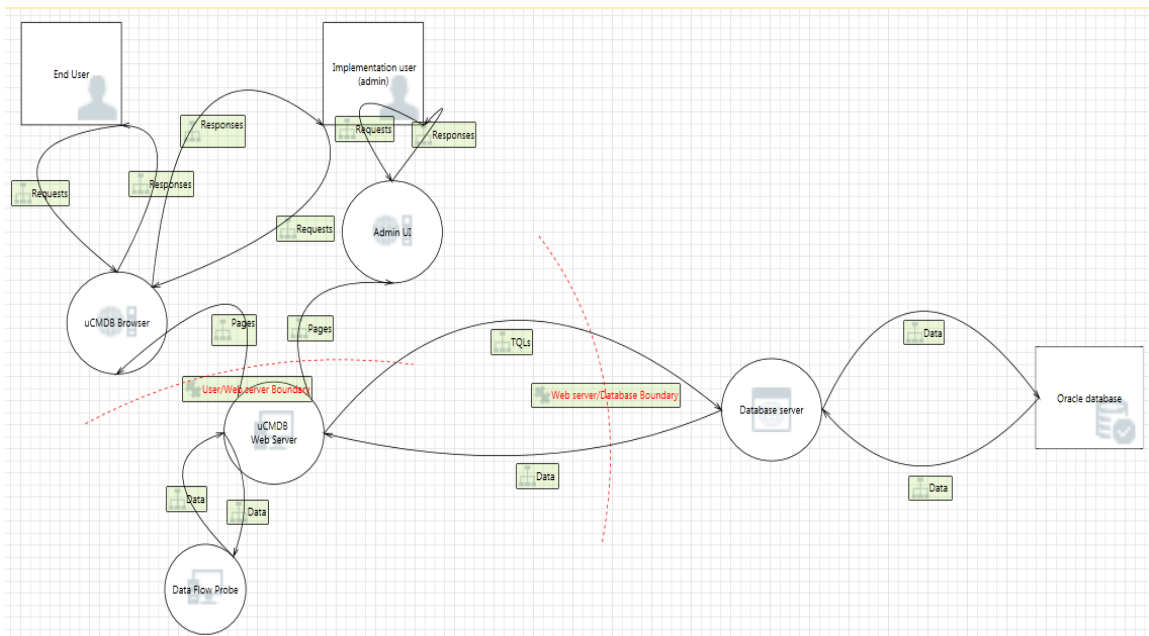 End User
Implementation user
(admin)
Responses
Requests
Responses
Requests
Responses
Requests
Admin UI
uCMDB Browser
Pages
Pages
TQLs
Data
User/Web server Boundary
Web server/Database Boundary
Oracle database
Database server
uCMDB
Web Server
Data
Data
Data
Data
Data Flow Probe